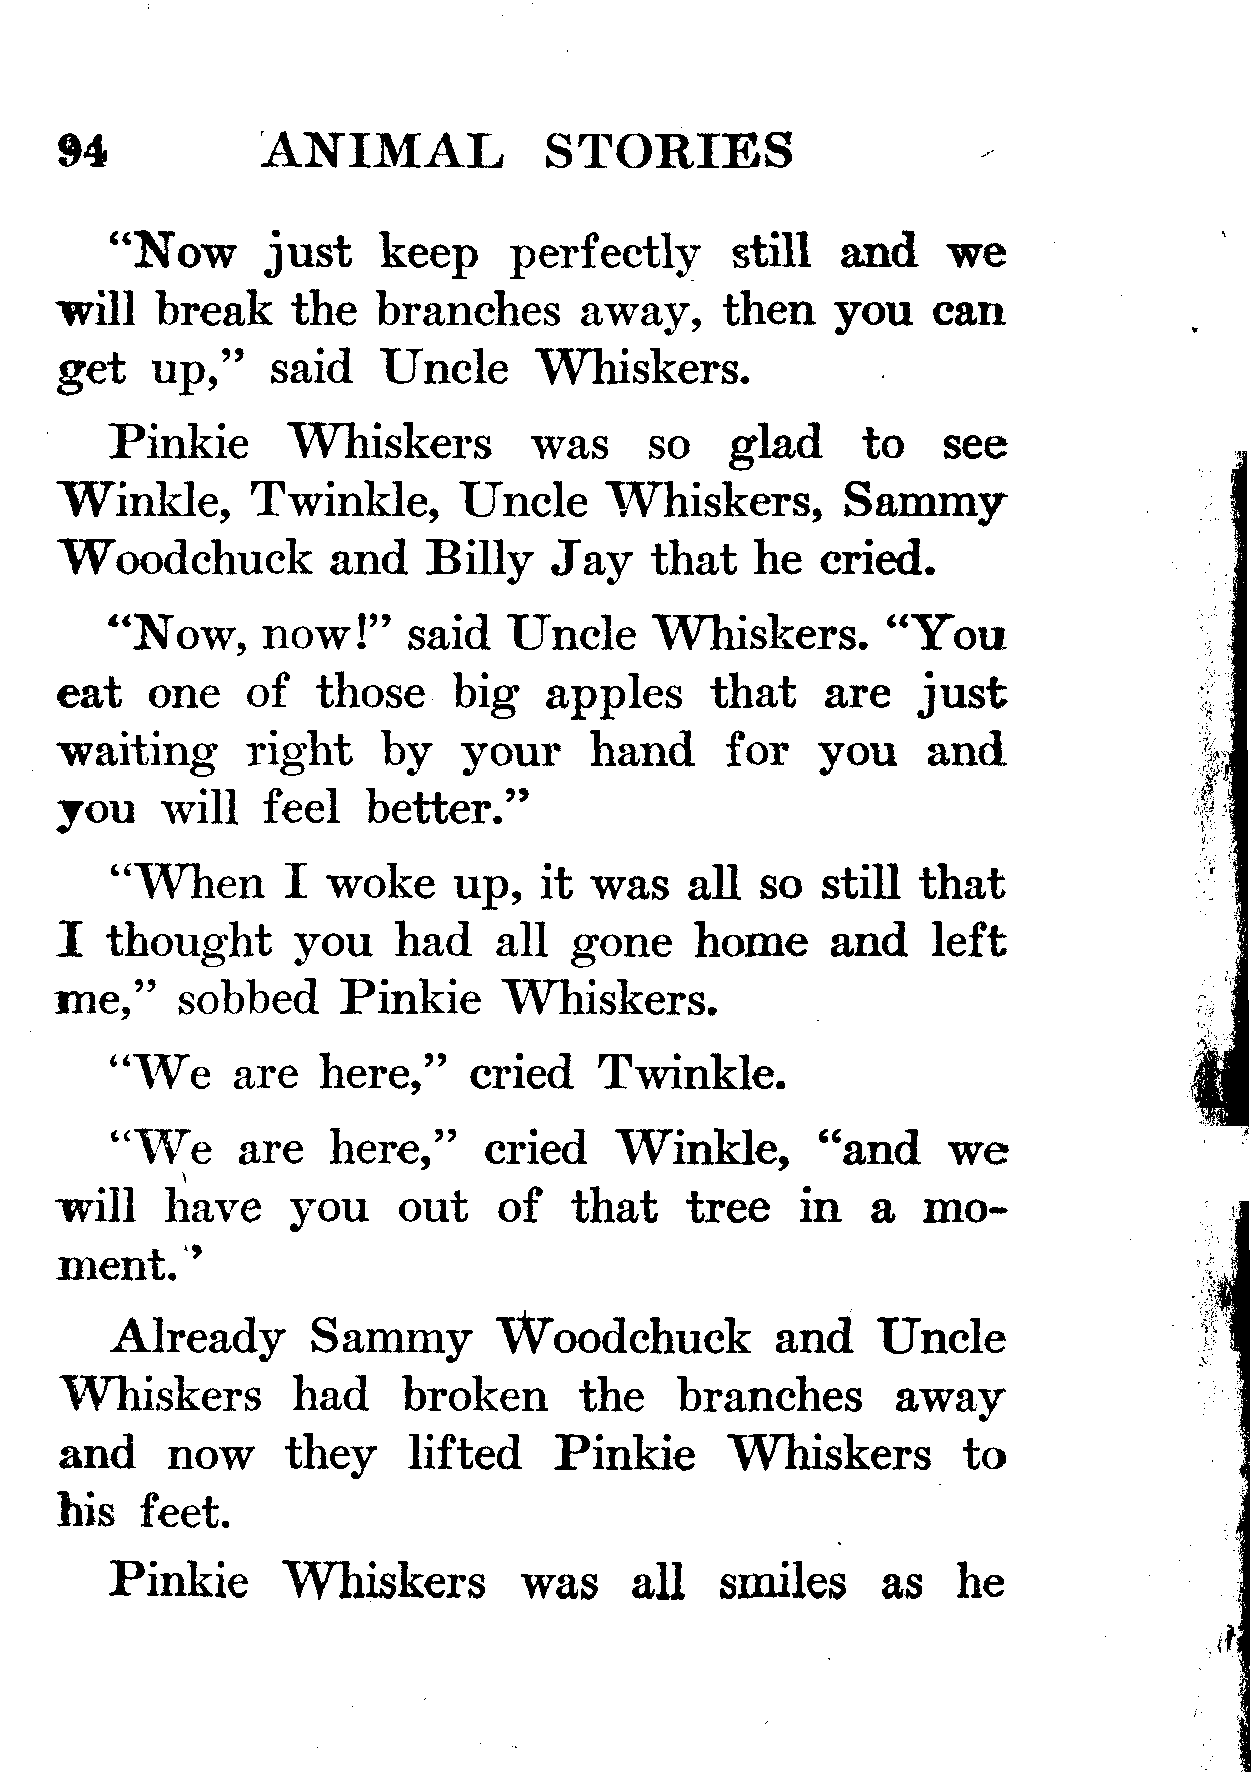 94 ANIMAL STORIES
“Now just keep perfectly still and we
will break the branches away, then you can
get up,” said Uncle Whiskers.
Pinkie Whiskers was so glad to see
Winkle, Twinkle, Uncle Whiskers, Sammy
Woodchuck and Billy Jay that he cried.
“Now, now!” said Uncle Whiskers. “You
eat one of those big apples that are just
waiting right by your hand for you and
you will feel better.”
“When I woke up, it was all so still that
I thought you had all gone home and left
me,” sobbed Pinkie Whiskers.
“We are here,” cried Twinkle.
“We are here,” cried Winkle, “and we
will have you out of that tree in a mo-
ment.”
Already Sammy Woodchuck and Uncle
Whiskers had broken the branches away
and now they lifted Pinkie Whiskers to
his feet.
Pinkie Whiskers was all smiles as he